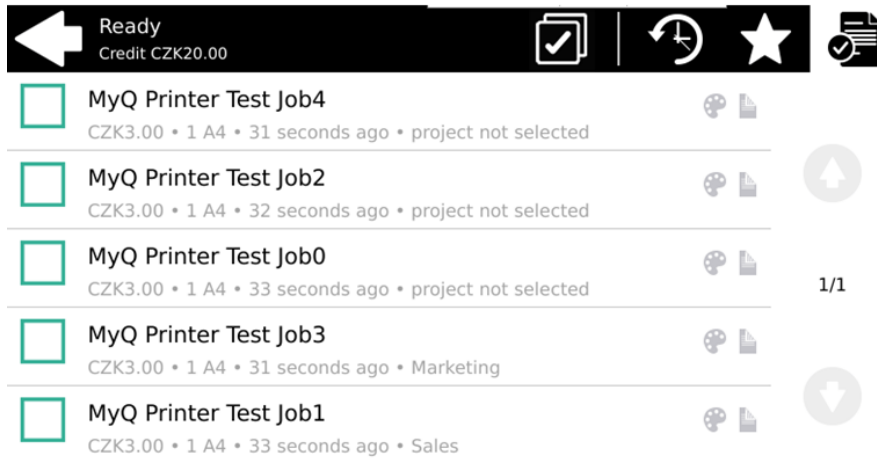 Ready
Credit CZK20.00
MyQ Printer Test Job4
CZK3.00 • 1 A4 • 31 seconds ago • project not selected
MyQ Printer Test Job2
CZK3.00 • 1 A4 • 32 seconds ago • project not selected
MyQ Printer Test Job0
CZK3.00 • 1 A4 • 33 seconds ago • project not selected
1/1
MyQ Printer Test Job3
CZK3.00 • 1 A4 • 31 seconds ago • Marketing
MyQ Printer Test Job1
CZK3.00 • 1 A4 • 33 seconds ago • Sales